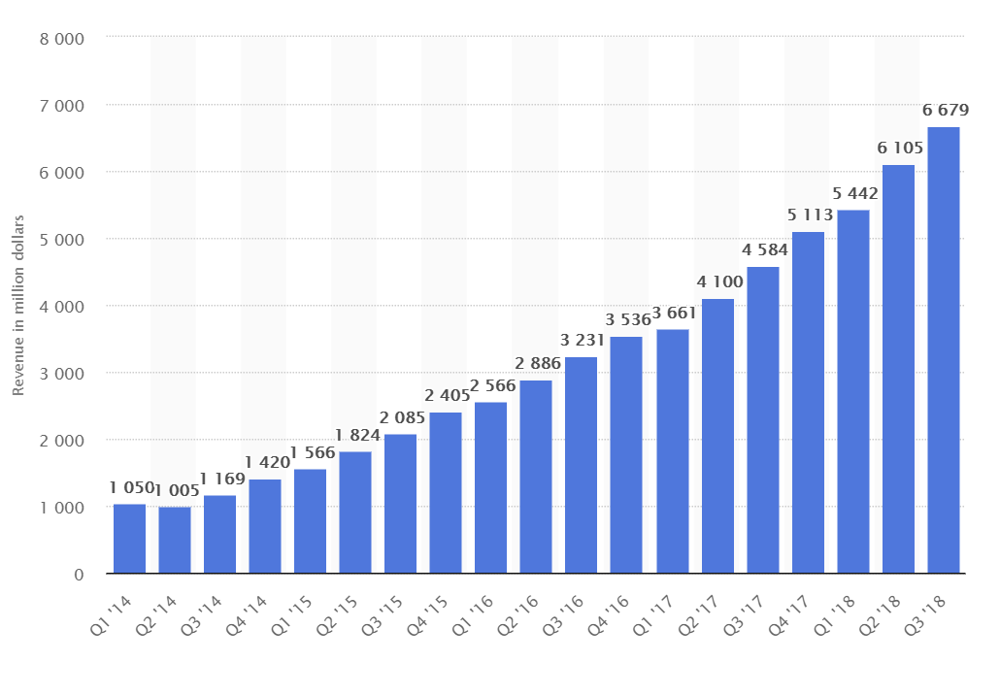 8 000
7 000
6 000
5 000
4 000
3 000
2 000
1 000
0
Revenue in million dollars
1 050
1 005
1 169
1 420
1 566
1 824
2 085
2 405
2 566
2 886
3 231
3 536
3 661
4 100
4 584
5 113
5 442
6 105
6 679
Q1 '14
Q2 '14
Q3 '14
Q4 '14
Q1 '15
Q2 '15
Q3 '15
Q4 '15
Q1 '16
Q2 '16
Q3 '16
Q4 '16
Q1 '17
Q2 '17
Q3 '17
Q4 '17
Q1 '18
Q2 '18
Q3 '18